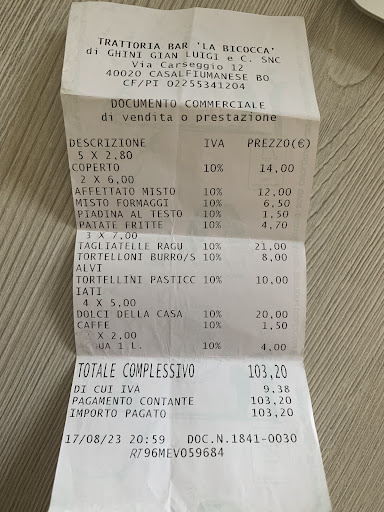 TRATTORIA BAR 'LA BICOCCA'
di GHINI GIAN LUIGI e C. SNC
Via Carseggio 12
40020 CASALFIUMANESE BO
CF/PI 02255341204
DOCUMENTO COMMERCIALE
di vendita o prestazione
DESCRIZIONE IVA PREZZO(€)
5 X 2,80
COPERTO 10% 14,00
2 X 6,00
AFFETTATO MISTO 10% 12,00
MISTO FORMAGGI 10% 6,50
PIADINA AL TESTO 10% 1,50
PATATE FRITTE 10% 4,70
3 X 7,00
TAGLIATELLE RAGU 10% 21,00
TORTELLONI BURRO/S 10% 8,00
ALVI
TORTELLINI PASTICC 10% 10,00
IATI
4 X 5,00
DOLCI DELLA CASA 10% 20,00
CAFFE 10% 1,50
X 2,00
UA 1 L. 10% 4,00
TOTALE COMPLESSIVO 103,20
DI CUI IVA 9,38
PAGAMENTO CONTANTE 103,20
IMPORTO PAGATO 103,20
17/08/23 20:59 DOC.N.1841-0030
RT96MEV059684